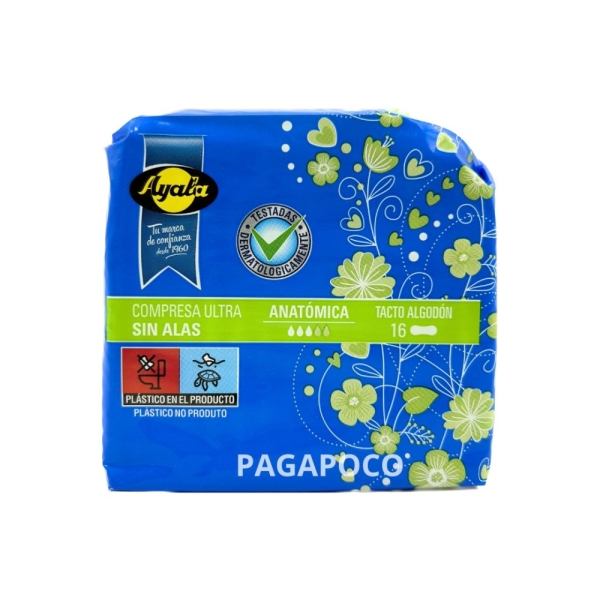 Ayala
Tu marca
de confianza
desde 1960
TESTADAS
DERMATOLÓGICAMENTE
COMPRESA ULTRA
SIN ALAS
ANATÓMICA
TACTO ALGODÓN
16
PLÁSTICO EN EL PRODUCTO
PLÁSTICO NO PRODUTO
PAGAPOCO